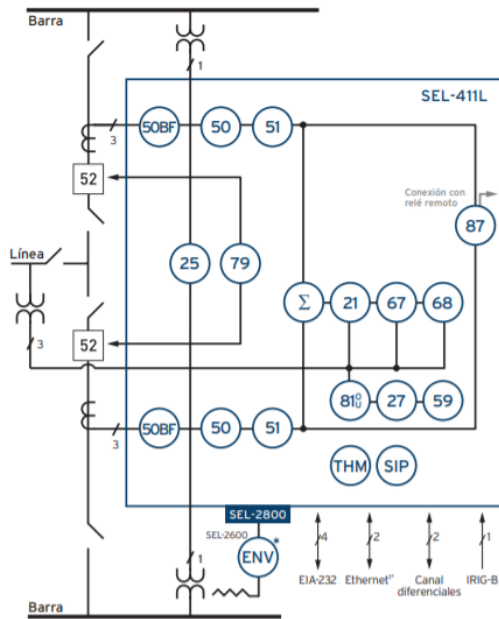 Barra
1
SEL-411L
50BF
50
51
3
52
Conexión con
relé remoto
87
Línea
25
79
Σ
21
67
68
3
52
81OU
27
59
50BF
50
51
3
THM
SIP
SEL-2800
SEL-2600
ENV*
1
4
2
2
1
EIA-232
Ethernet
Canal
diferenciales
IRIG-B
Barra